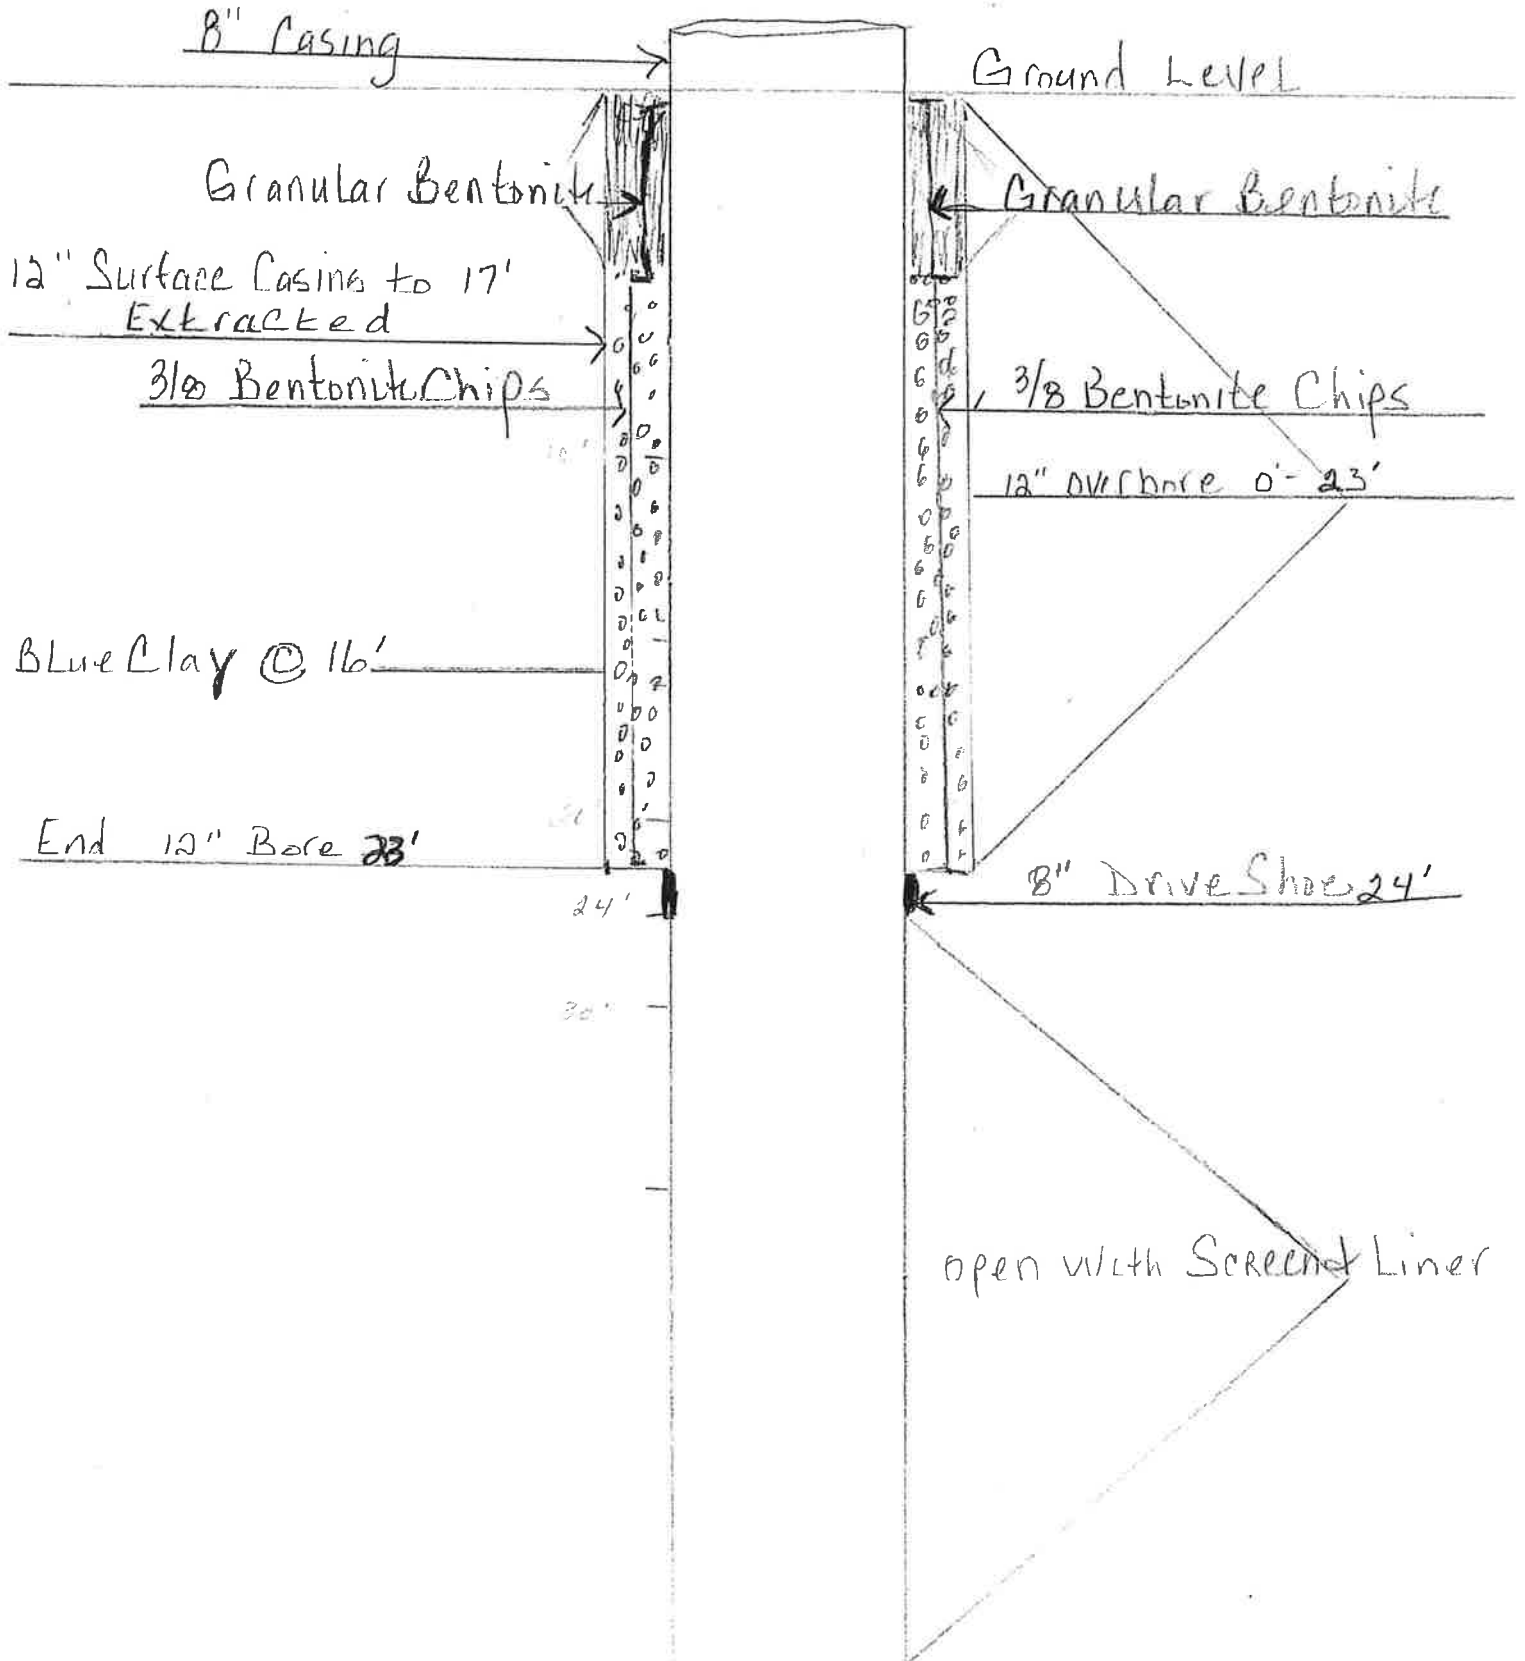 8" Casing
Ground Level
Granular Bentonite
Granular Bentonite
12" Surface Casing to 17'
Extracted
3/8 Bentonite Chips
3/8 Bentonite Chips
10'
12" overbore 0'- 23'
Blue Clay @ 16'
End 12" Bore 23'
8" Drive Shoe 24'
24'
30'
open with Screend Liner